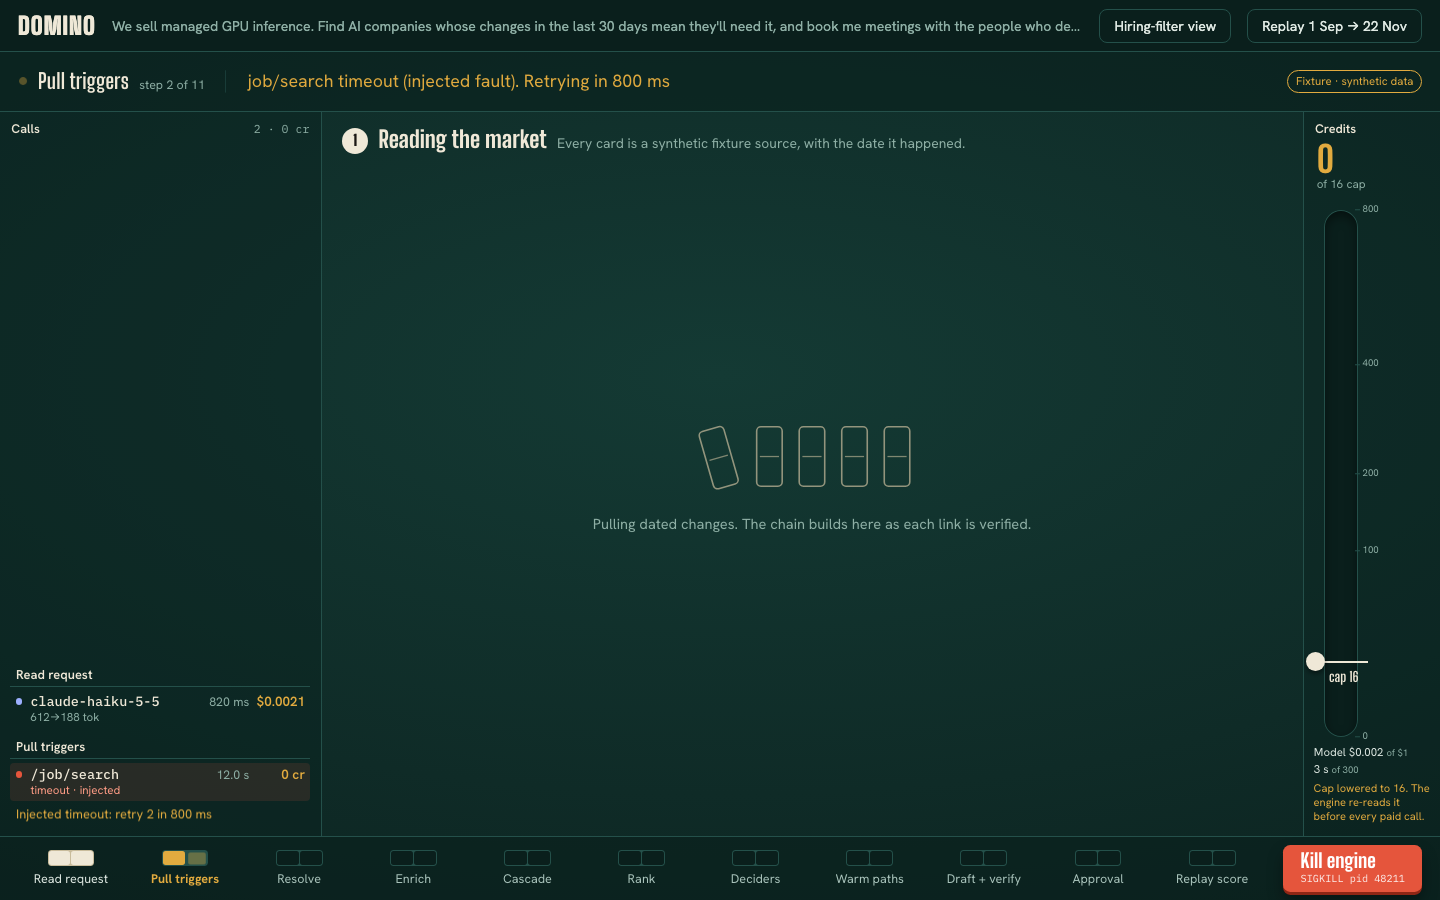 DOMINO
We sell managed GPU inference. Find AI companies whose changes in the last 30 days mean they'll need it, and book me meetings with the people who de...
Hiring-filter view
Replay 1 Sep → 22 Nov
Pull triggers
step 2 of 11
job/search timeout (injected fault). Retrying in 800 ms
Fixture · synthetic data
Calls
2 · 0 cr
1
Reading the market
Every card is a synthetic fixture source, with the date it happened.
Pulling dated changes. The chain builds here as each link is verified.
Read request
claude-haiku-5-5
820 ms
$0.0021
612→188 tok
Pull triggers
/job/search
12.0 s
0 cr
timeout · injected
Injected timeout: retry 2 in 800 ms
Credits
0
of 16 cap
800
400
200
100
cap 16
0
Model $0.002 of $1
3 s of 300
Cap lowered to 16. The
engine re-reads it
before every paid call.
Read request
Pull triggers
Resolve
Enrich
Cascade
Rank
Deciders
Warm paths
Draft + verify
Approval
Replay score
Kill engine
SIGKILL pid 48211